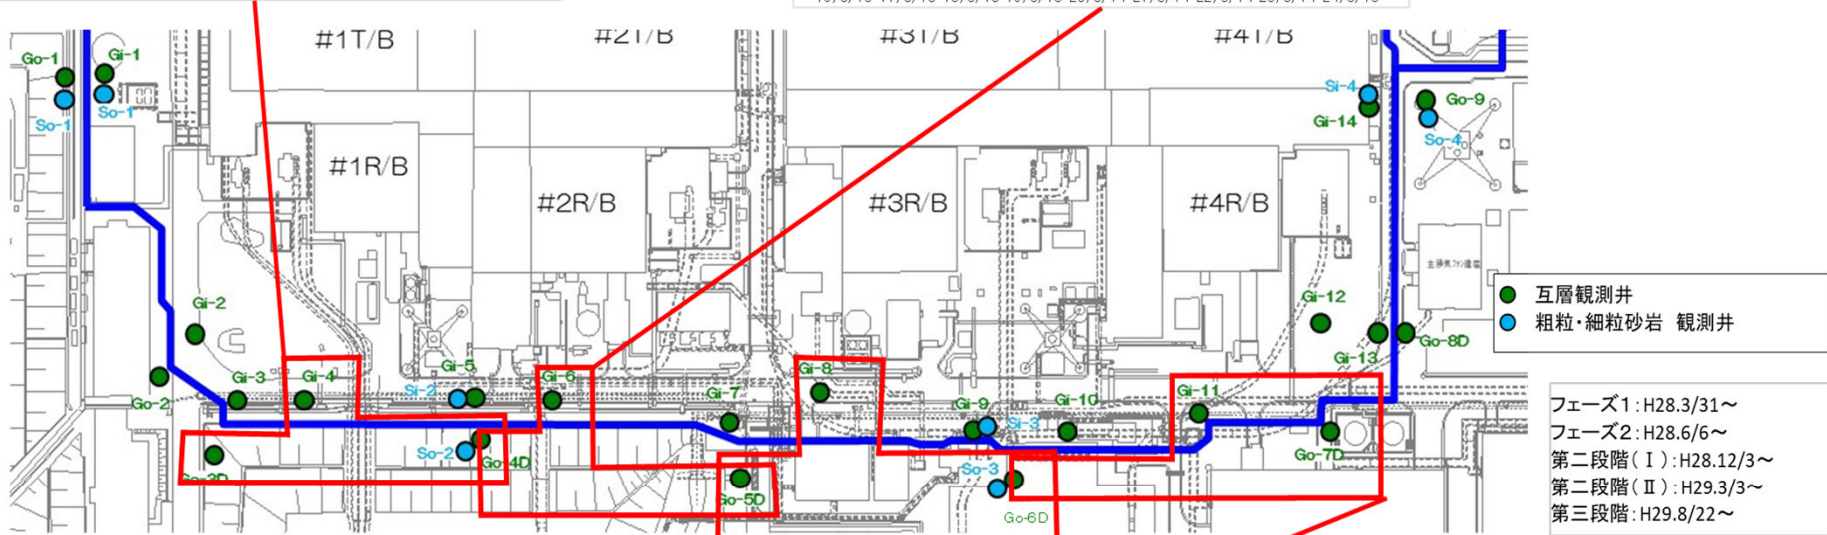 #1T/B
#2T/B
#3T/B
#4T/B
Go-1
Gi-1
So-1
So-1
Si-4
Gi-14
Go-9
So-4
#1R/B
#2R/B
#3R/B
#4R/B
Gi-2
Gi-12
Gi-13
Go-8D
互層観測井
粗粒・細粒砂岩 観測井
Go-2
Gi-3
Gi-4
Si-2
Gi-5
Gi-6
Gi-7
Gi-8
Gi-9
Si-3
Gi-10
Gi-11
Go-3D
So-2
Go-4D
Go-5D
So-3
Go-6D
Go-7D
フェーズ1:H28.3/31～
フェーズ2:H28.6/6～
第二段階(Ⅰ):H28.12/3～
第二段階(Ⅱ):H29.3/3～
第三段階:H29.8/22～